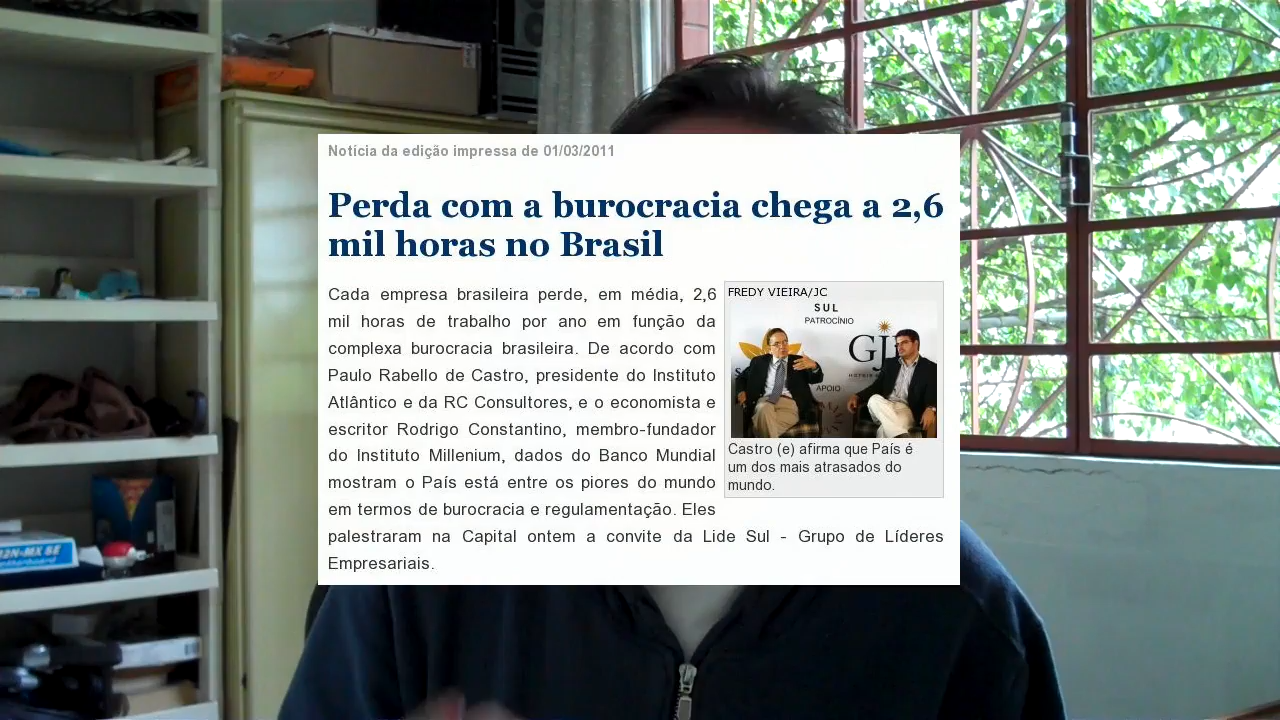 Noticia da edição impressa de 01/03/2011
Perda com a burocracia chega a 2,6
mil horas no Brasil
Cada empresa brasileira perde, em média, 2,6
mil horas de trabalho por ano em função da
complexa burocracia brasileira. De acordo com
Paulo Rabello de Castro, presidente do Instituto
Atlântico e da RC Consultores, e o economista e
escritor Rodrigo Constantino, membro-fundador
do Instituto Millenium, dados do Banco Mundial
mostram o País está entre os piores do mundo
em termos de burocracia e regulamentação. Eles
palestraram na Capital ontem a convite da Lide Sul - Grupo de Líderes
Empresariais.
FREDY VIEIRA/JC
SUL
PATROCÍNIO
GJP
APOIO
Castro (e) afirma que País é
um dos mais atrasados do
mundo.